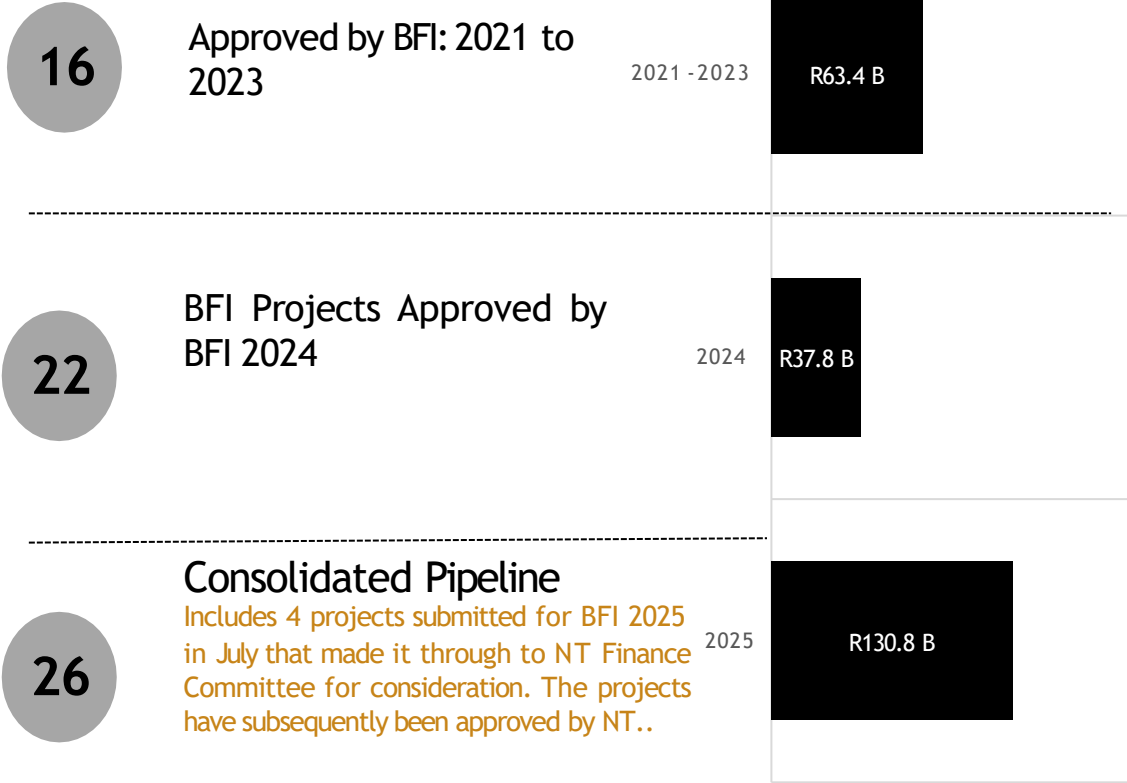 16
Approved by BFI: 2021 to
2023
2021 -2023
R63.4 B
22
BFI Projects Approved by
BFI 2024
2024
R37.8 B
26
Consolidated Pipeline
Includes 4 projects submitted for BFI 2025
in July that made it through to NT Finance
Committee for consideration. The projects
have subsequently been approved by NT..
2025
R130.8 B